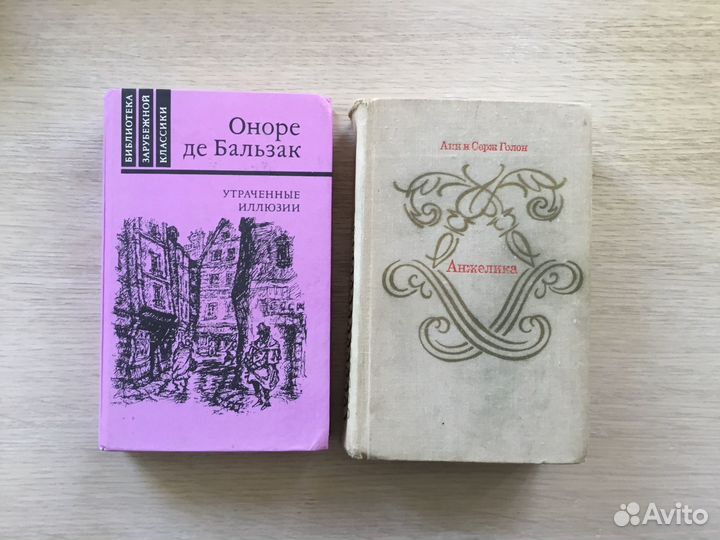 БИБЛИОТЕКА
ЗАРУБЕЖНОЙ
КЛАССИКИ
Оноре
де Бальзак
УТРАЧЕННЫЕ
ИЛЛЮЗИИ
Анн и Серж Голон
Анжелика
Avito